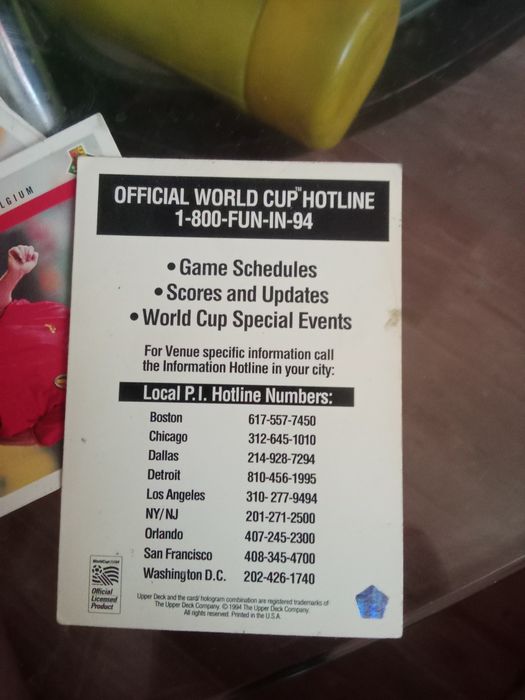 LGIUM
OFFICIAL WORLD CUP™ HOTLINE
1-800-FUN-IN-94
• Game Schedules
• Scores and Updates
• World Cup Special Events
For Venue specific information call
the Information Hotline in your city:
Local P.I. Hotline Numbers:
Boston 617-557-7450
Chicago 312-645-1010
Dallas 214-928-7294
Detroit 810-456-1995
Los Angeles 310-277-9494
NY/NJ 201-271-2500
Orlando 407-245-2300
San Francisco 408-345-4700
Washington D.C. 202-426-1740
WorldCupUSA94
Official
Licensed
Product
Upper Deck and the card/hologram combination are registered trademarks of
The Upper Deck Company. © 1994 The Upper Deck Company.
All rights reserved. Printed in the U.S.A.